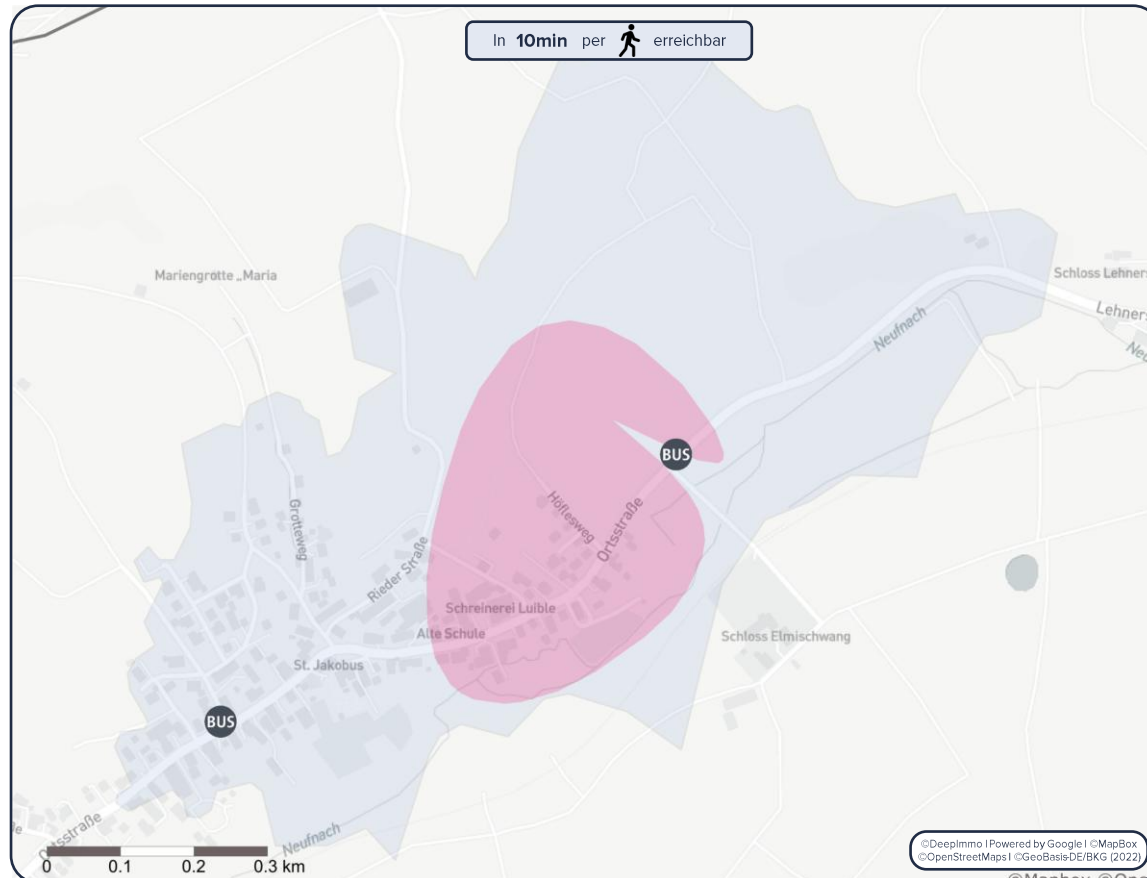 In 10min per erreichbar
Mariengrotte „Maria
Schloss Lehners
Lehners
Neufnach
BUS
Grotteweg
Höflesweg
Ortsstraße
Rieder Straße
Schreinerei Luible
Alte Schule
Schloss Elmischwang
St. Jakobus
BUS
Ortsstraße
Neufnach
0 0.1 0.2 0.3 km
©DeepImmo I Powered by Google I ©MapBox
©OpenStreetMaps I ©GeoBasis-DE/BKG (2022)